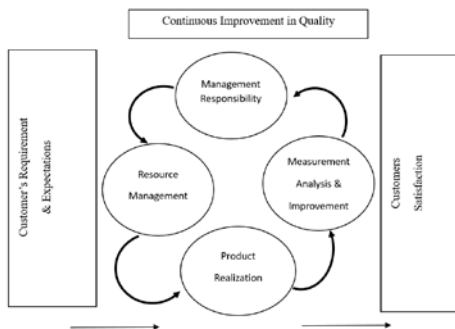 Continuous Improvement in Quality
Customer's Requirement
& Expectations
Management
Responsibility
Resource
Management
Measurement
Analysis &
Improvement
Product
Realization
Customers
Satisfaction